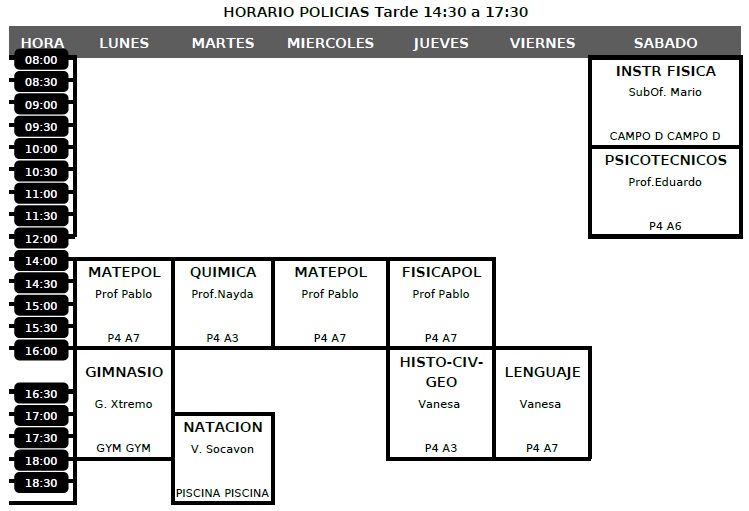 HORARIO POLICIAS Tarde 14:30 a 17:30
HORA LUNES MARTES MIERCOLES JUEVES VIERNES SABADO
08:00
08:30
09:00
09:30
10:00
10:30
11:00
11:30
12:00
INSTR FISICA
SubOf. Mario
CAMPO D CAMPO D
PSICOTECNICOS
Prof.Eduardo
P4 A6
14:00
14:30
15:00
15:30
16:00
MATEPOL QUIMICA MATEPOL FISICAPOL
Prof Pablo Prof.Nayda Prof Pablo Prof Pablo
P4 A7 P4 A3 P4 A7 P4 A7
16:30
17:00
17:30
18:00
18:30
GIMNASIO
G. Xtremo
GYM GYM
NATACION
V. Socavon
PISCINA PISCINA
HISTO-CIV-
GEO
Vanesa
P4 A3
LENGUAJE
Vanesa
P4 A7